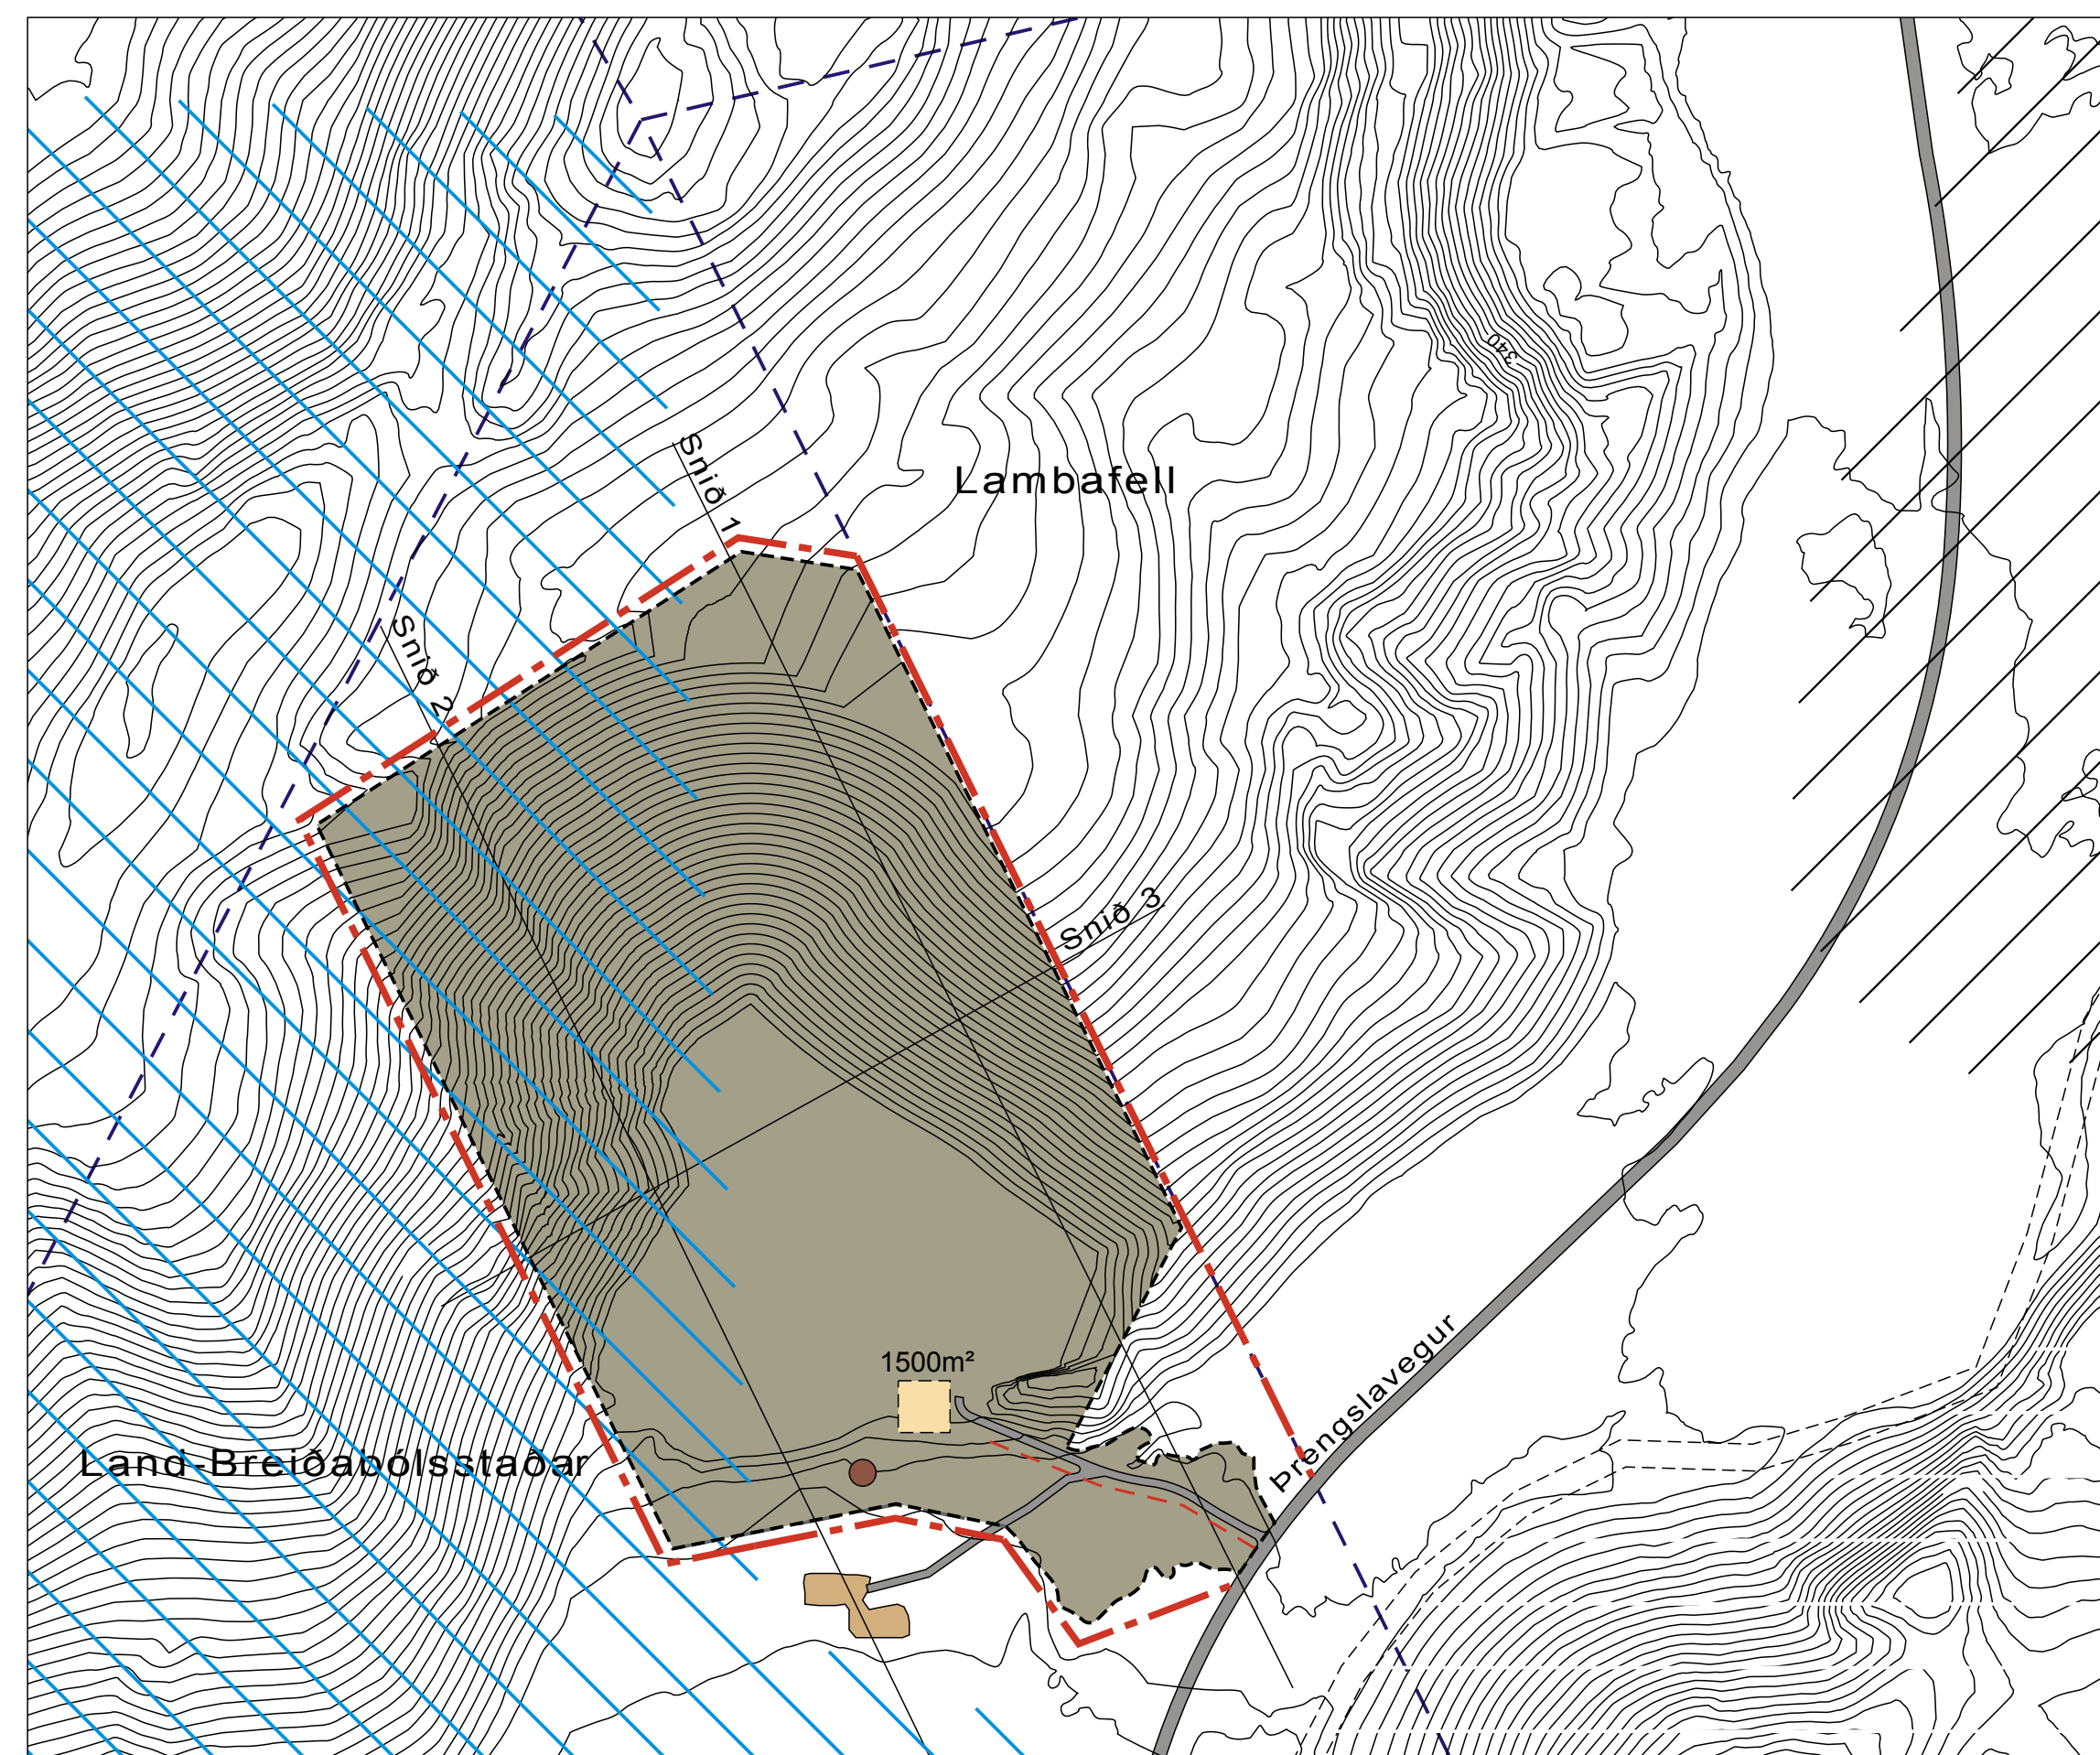 340
Snið 1
Lambafell
Snið 2
Snið 3
Þrengslavegur
1500m²
Land-Breiðabólsstaðar